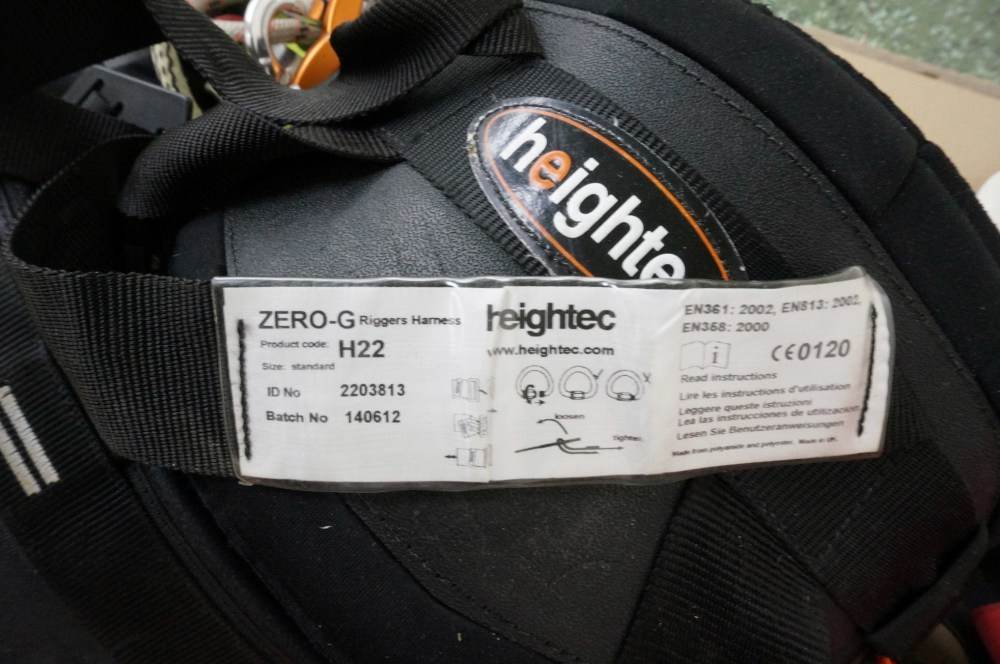 heighte
ZERO-G Riggers Harness
Product code: H22
Size: standard
ID No 2203813
Batch No 140612
heightec
www.heightec.com
loosen
tighten
EN361: 2002, EN813: 2002,
EN358: 2000
i
CE0120
Read instructions
Lire les instructions d'utilisation
Leggere queste istruzioni
Lea las instrucciones de utilización
Lesen Sie Benutzeranweisungen
Made from polyamide and polyester. Made in UK.